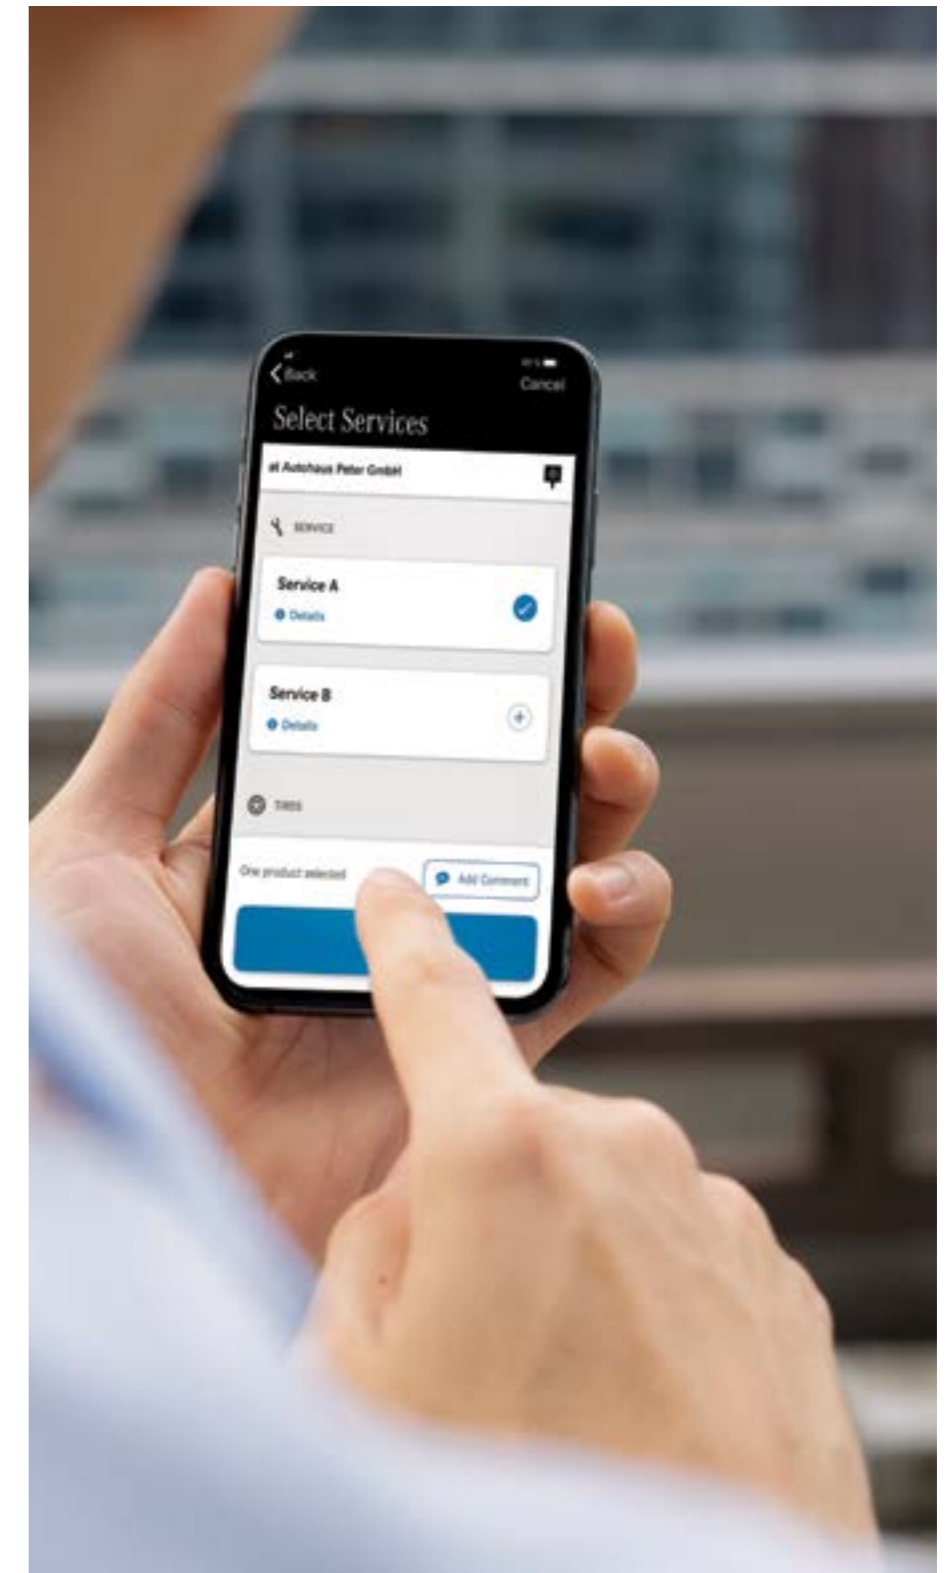 Back
Cancel
Select Services
at Autohaus Peter GmbH
SERVICE
Service A
Details
Service B
Details
TIRES
One product selected
Add Comment